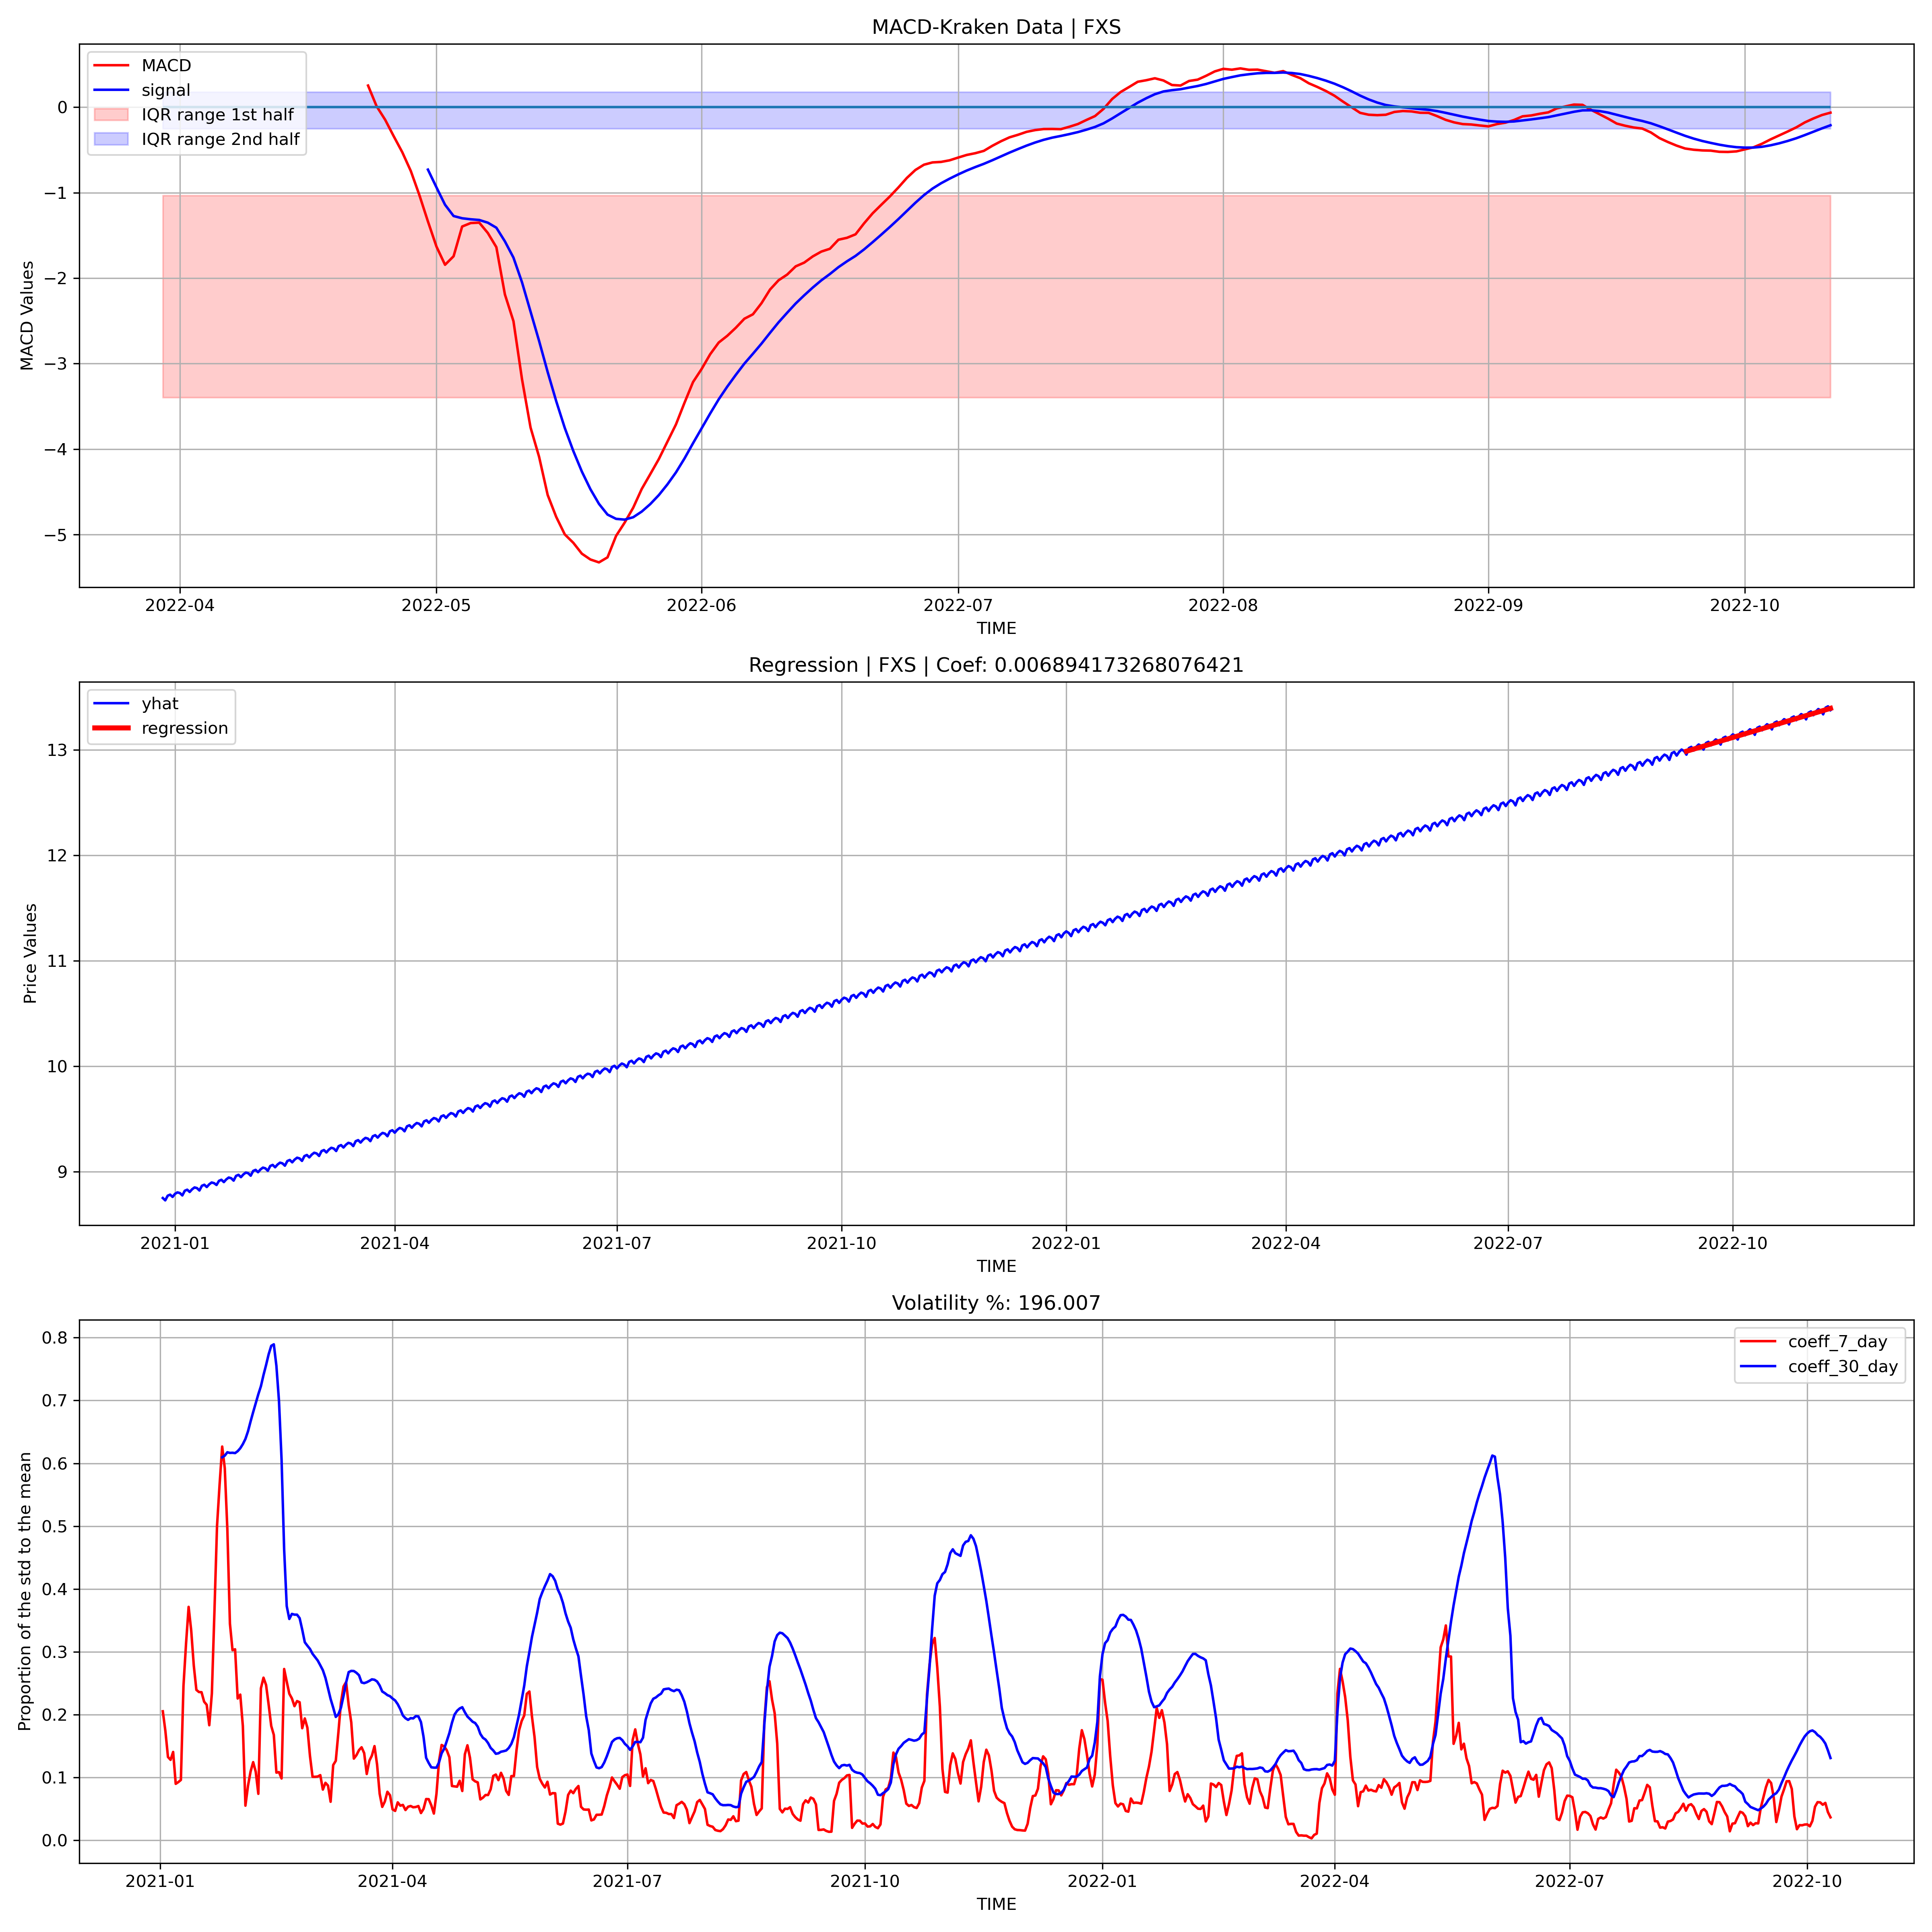 MACD-Kraken Data | FXS
MACD
signal
IQR range 1st half
IQR range 2nd half
MACD Values
0
−1
−2
−3
−4
−5
2022-04 2022-05 2022-06 2022-07 2022-08 2022-09 2022-10
TIME
Regression | FXS | Coef: 0.006894173268076421
yhat
regression
Price Values
13
12
11
10
9
2021-01 2021-04 2021-07 2021-10 2022-01 2022-04 2022-07 2022-10
TIME
Volatility %: 196.007
coeff_7_day
coeff_30_day
Proportion of the std to the mean
0.8
0.7
0.6
0.5
0.4
0.3
0.2
0.1
0.0
2021-01 2021-04 2021-07 2021-10 2022-01 2022-04 2022-07 2022-10
TIME